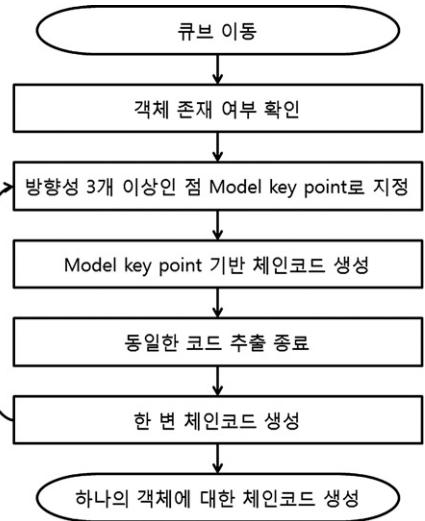 큐브 이동
객체 존재 여부 확인
방향성 3개 이상인 점 Model key point로 지정
Model key point 기반 체인코드 생성
동일한 코드 추출 종료
한 변 체인코드 생성
하나의 객체에 대한 체인코드 생성